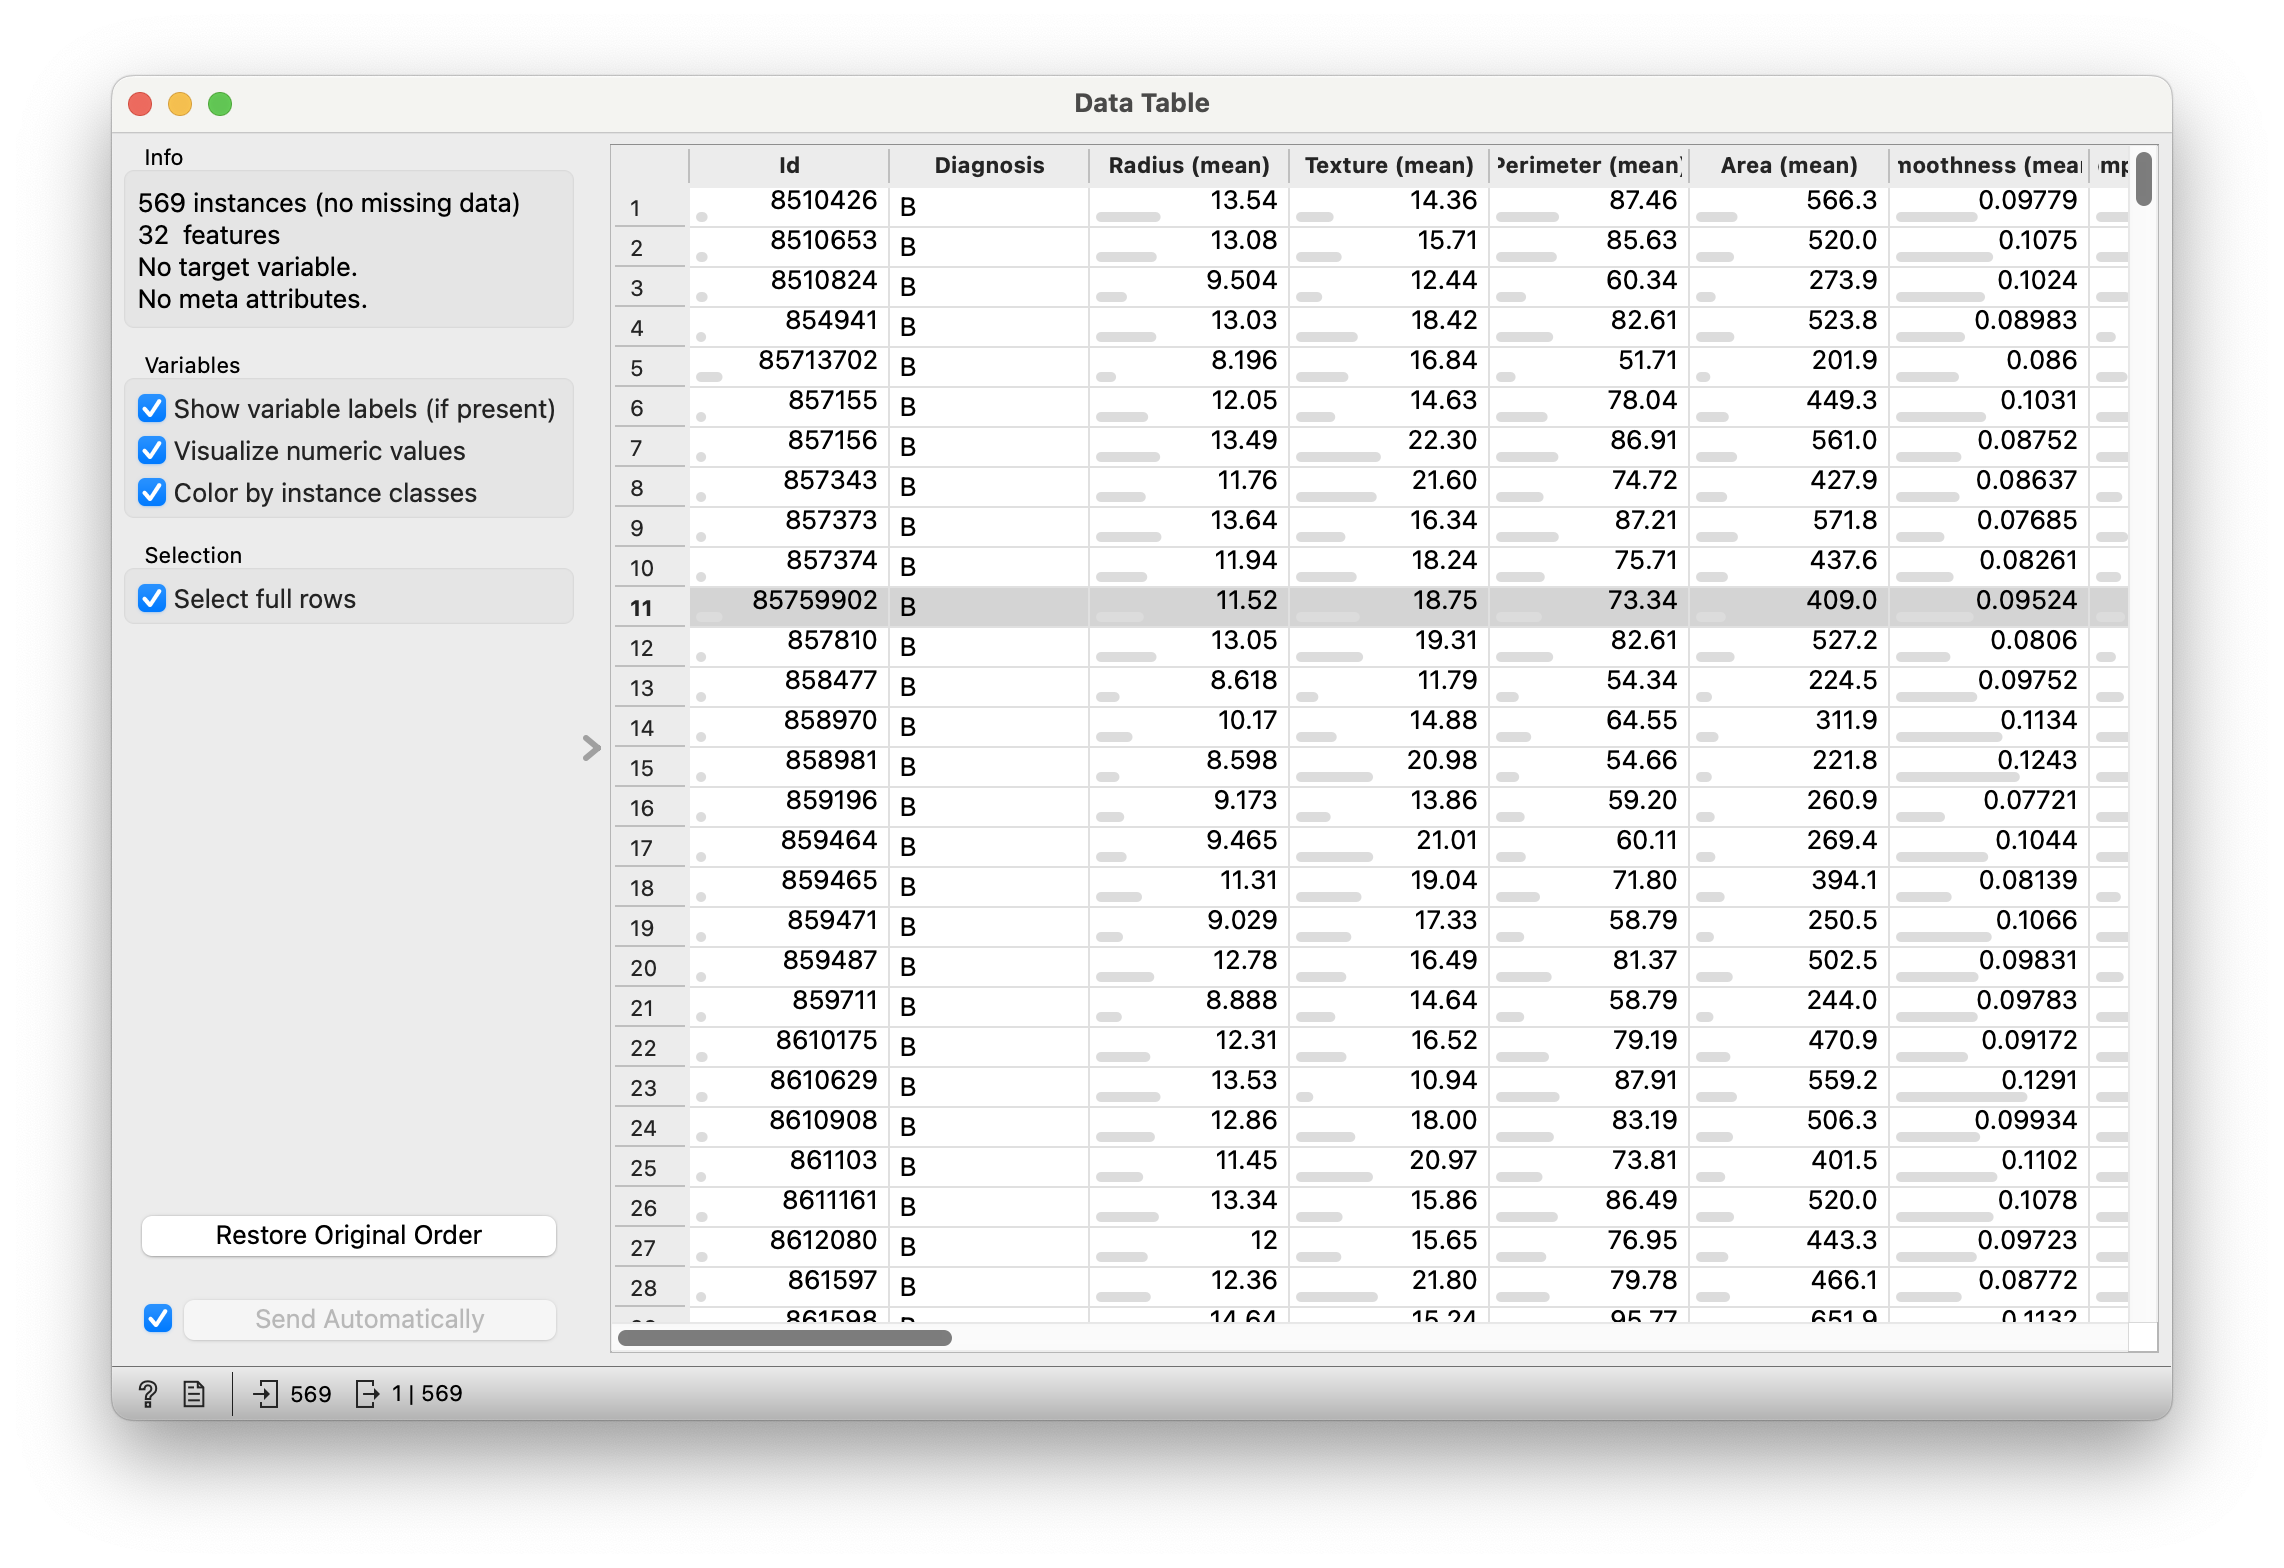 Data Table
Info
569 instances (no missing data)
32 features
No target variable.
No meta attributes.
Variables
Show variable labels (if present)
Visualize numeric values
Color by instance classes
Selection
Select full rows
Restore Original Order
Send Automatically
Id Diagnosis Radius (mean) Texture (mean) Perimeter (mean) Area (mean) moothness (mea
1 8510426 B 13.54 14.36 87.46 566.3 0.09779
2 8510653 B 13.08 15.71 85.63 520.0 0.1075
3 8510824 B 9.504 12.44 60.34 273.9 0.1024
4 854941 B 13.03 18.42 82.61 523.8 0.08983
5 85713702 B 8.196 16.84 51.71 201.9 0.086
6 857155 B 12.05 14.63 78.04 449.3 0.1031
7 857156 B 13.49 22.30 86.91 561.0 0.08752
8 857343 B 11.76 21.60 74.72 427.9 0.08637
9 857373 B 13.64 16.34 87.21 571.8 0.07685
10 857374 B 11.94 18.24 75.71 437.6 0.08261
11 85759902 B 11.52 18.75 73.34 409.0 0.09524
12 857810 B 13.05 19.31 82.61 527.2 0.0806
13 858477 B 8.618 11.79 54.34 224.5 0.09752
14 858970 B 10.17 14.88 64.55 311.9 0.1134
15 858981 B 8.598 20.98 54.66 221.8 0.1243
16 859196 B 9.173 13.86 59.20 260.9 0.07721
17 859464 B 9.465 21.01 60.11 269.4 0.1044
18 859465 B 11.31 19.04 71.80 394.1 0.08139
19 859471 B 9.029 17.33 58.79 250.5 0.1066
20 859487 B 12.78 16.49 81.37 502.5 0.09831
21 859711 B 8.888 14.64 58.79 244.0 0.09783
22 8610175 B 12.31 16.52 79.19 470.9 0.09172
23 8610629 B 13.53 10.94 87.91 559.2 0.1291
24 8610908 B 12.86 18.00 83.19 506.3 0.09934
25 861103 B 11.45 20.97 73.81 401.5 0.1102
26 8611161 B 13.34 15.86 86.49 520.0 0.1078
27 8612080 B 12 15.65 76.95 443.3 0.09723
28 861597 B 12.36 21.80 79.78 466.1 0.08772
861598 B 14.64 15.24 95.77 651.9 0.1132
569 1 | 569